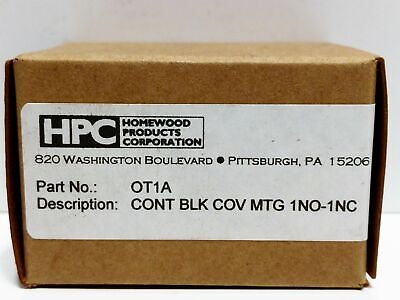 HPC HOMEWOOD
PRODUCTS
CORPORATION
820 WASHINGTON BOULEVARD ● PITTSBURGH, PA 15206
Part No.: OT1A
Description: CONT BLK COV MTG 1NO-1NC